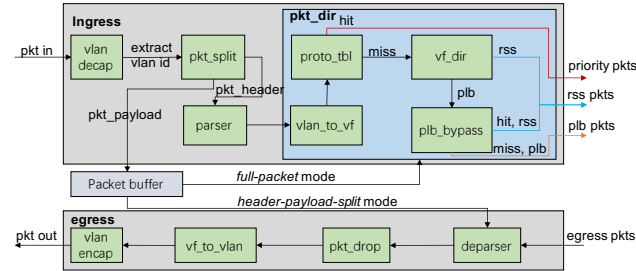 Ingress
pkt_dir
hit
pkt in
vlan
decap
extract
vlan id
pkt_split
proto_tbl
miss
vf_dir
rss
priority pkts
pkt_header
plb
rss pkts
pkt_payload
parser
vlan_to_vf
plb_bypass
hit, rss
plb pkts
miss, plb
Packet buffer
full-packet mode
header-payload-split mode
egress
pkt out
vlan
encap
vf_to_vlan
pkt_drop
deparser
egress pkts